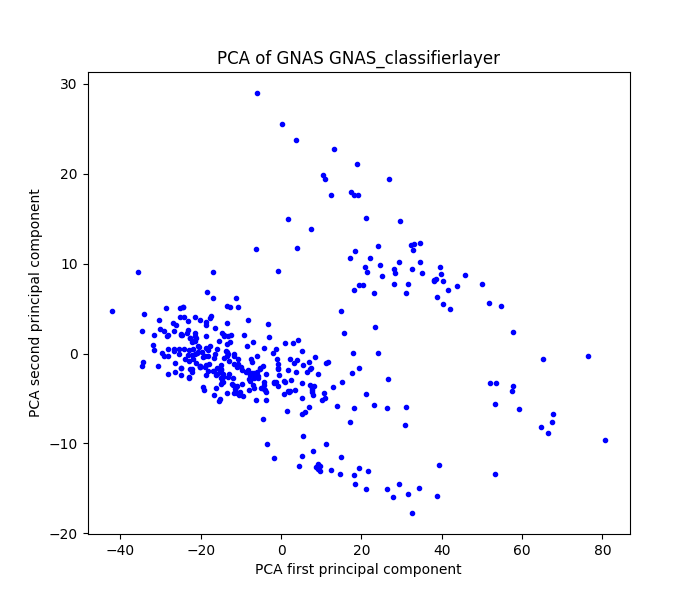 PCA of GNAS GNAS_classifierlayer
30
20
10
0
−10
−20
PCA second principal component
−40 −20 0 20 40 60 80
PCA first principal component